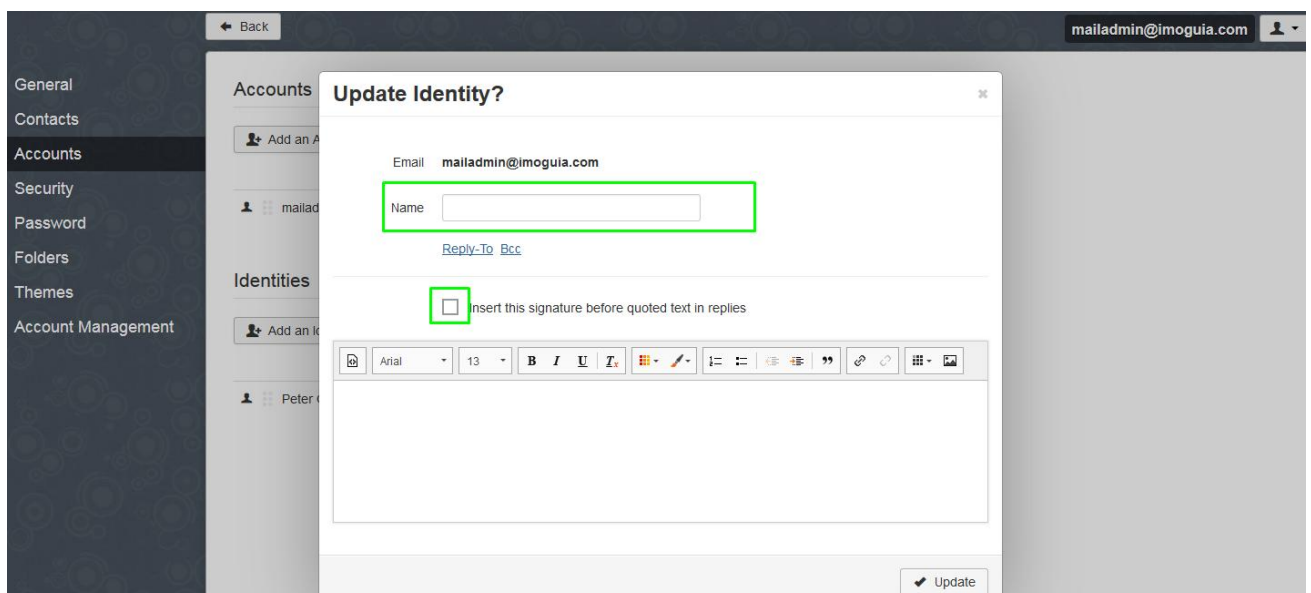 Back
mailadmin@imoguia.com
General
Contacts
Accounts
Security
Password
Folders
Themes
Account Management
Accounts
Add an A
mailad
Identities
Add an Id
Peter
Update Identity?
Email mailadmin@imoguia.com
Name
Reply-To Bcc
Insert this signature before quoted text in replies
Arial 13 B I U Tx
Update